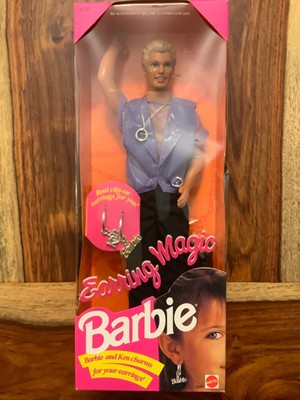 Real clip-on
earrings for you!
Earring Magic
Barbie
Barbie and Ken charms
for your earrings!
MATTEL